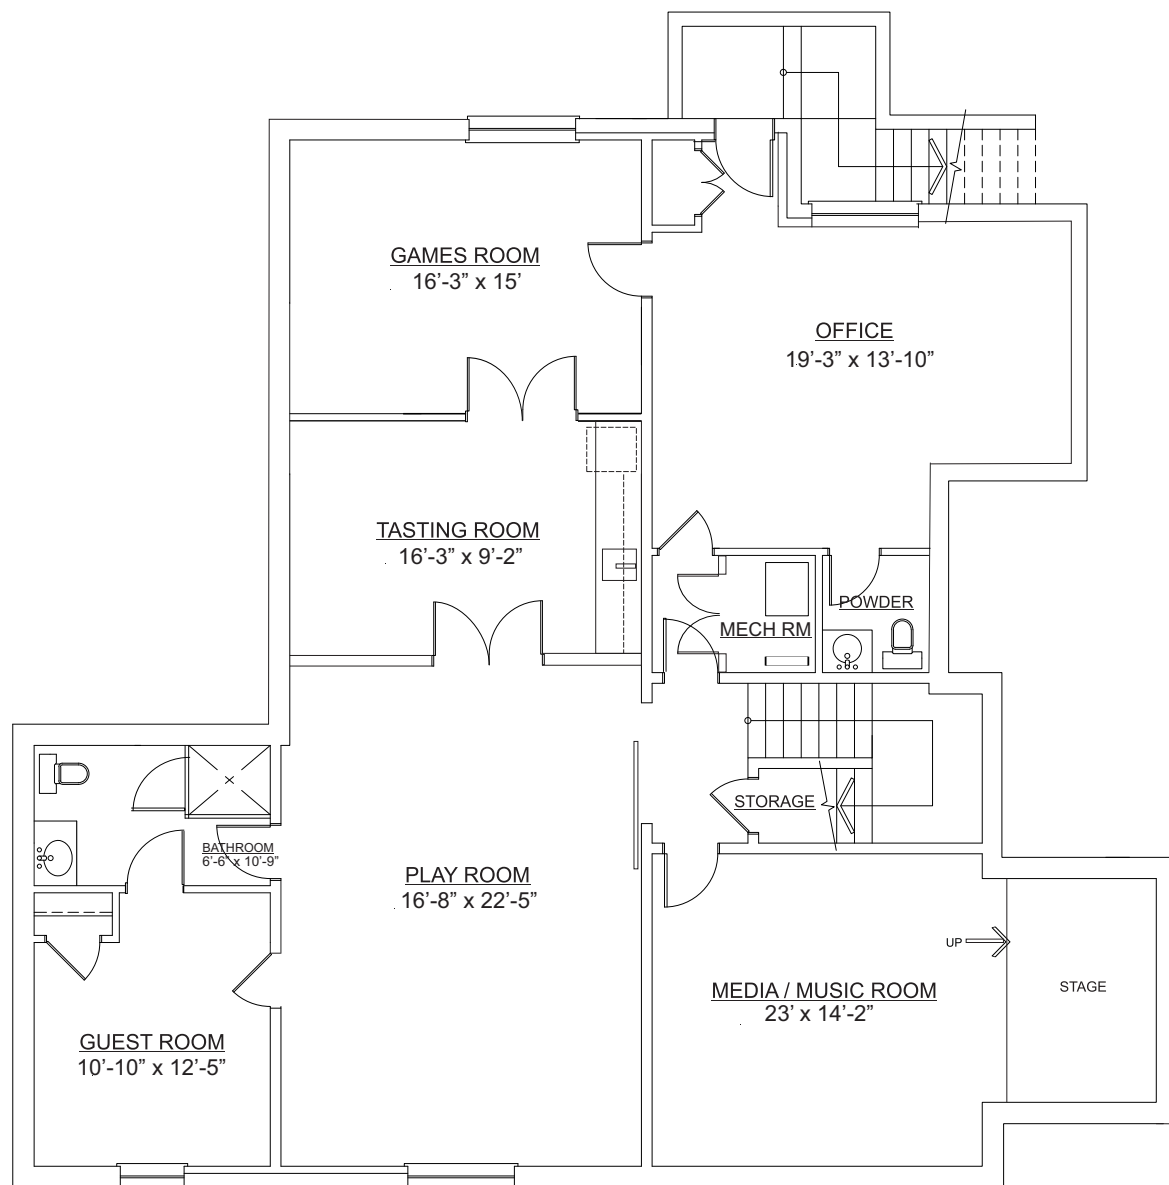 GAMES ROOM
16’-3” x 15’
OFFICE
19’-3” x 13’-10”
TASTING ROOM
16’-3” x 9’-2”
POWDER
MECH RM
STORAGE
BATHROOM
6’-6” x 10’-9”
PLAY ROOM
16’-8” x 22’-5”
UP
STAGE
MEDIA / MUSIC ROOM
23’ x 14’-2”
GUEST ROOM
10’-10” x 12’-5”